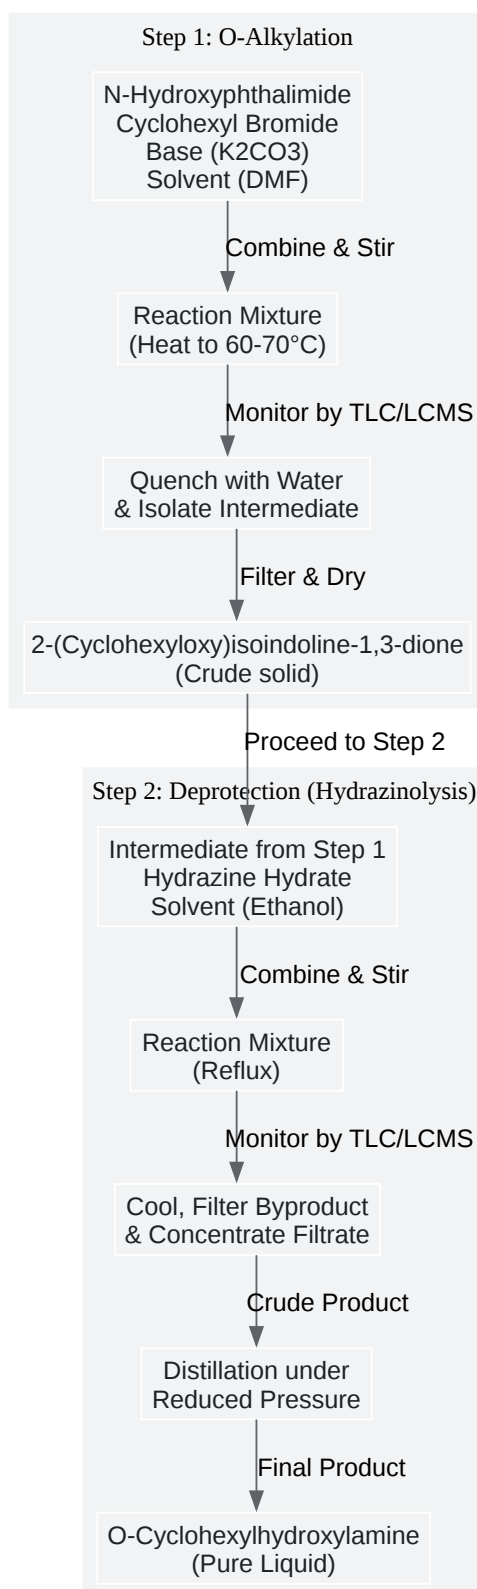 Step 1: O-Alkylation
N-Hydroxyphthalimide
Cyclohexyl Bromide
Base (K2CO3)
Solvent (DMF)
Combine & Stir
Reaction Mixture
(Heat to 60-70°C)
Monitor by TLC/LCMS
Quench with Water
& Isolate Intermediate
Filter & Dry
2-(Cyclohexyloxy)isoindoline-1,3-dione
(Crude solid)
Proceed to Step 2
Step 2: Deprotection (Hydrazinolysis)
Intermediate from Step 1
Hydrazine Hydrate
Solvent (Ethanol)
Combine & Stir
Reaction Mixture
(Reflux)
Monitor by TLC/LCMS
Cool, Filter Byproduct
& Concentrate Filtrate
Crude Product
Distillation under
Reduced Pressure
Final Product
O-Cyclohexylhydroxylamine
(Pure Liquid)